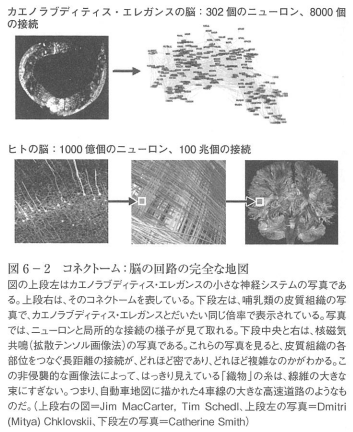 カエノラブディティス・エレガンスの脳：302個のニューロン、8000個
の接続
ヒトの脳：1000億個のニューロン、100兆個の接続
図6−2　コネクトーム：脳の回路の完全な地図
図の上段左はカエノラブディティス・エレガンスの小さな神経システムの写真であ
る。上段右は、そのコネクトームを表している。下段左は、哺乳類の皮質組織の写
真で、カエノラブディティス・エレガンスとだいたい同じ倍率で表示されている。写真
では、ニューロンと局所的な接続の様子が見て取れる。下段中央と右は、核磁気
共鳴（拡散テンソル画像法）の写真である。これらの写真を見ると、皮質組織の各
部位をつなぐ長距離の接続が、どれほど密であり、どれほど複雑なのかがわかる。こ
の非侵襲的な画像法によって、はっきり見えている「織物」の糸は、線維の大きな
束にすぎない。つまり、自動車地図に描かれた4車線の大きな高速道路のようなも
のだ。（上段右の図＝Jim MacCarter, Tim Schedl、上段左の写真＝Dmitri
(Mitya) Chklovskii、下段左の写真＝Catherine Smith）